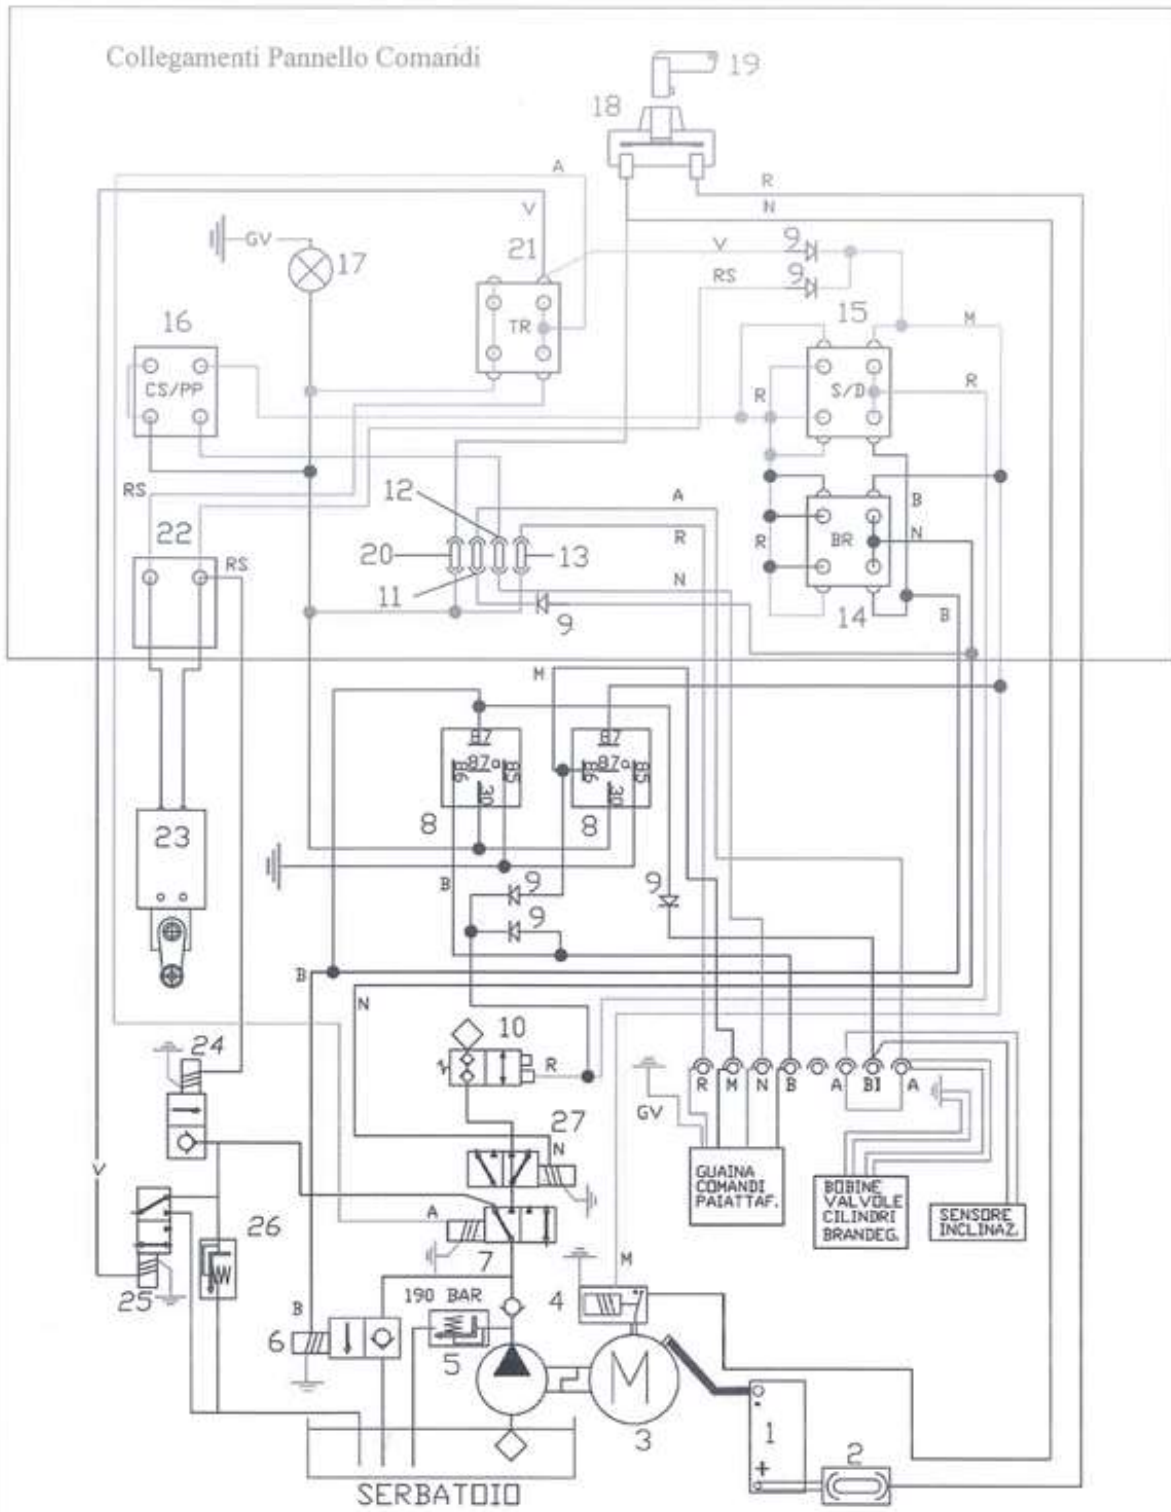 Collegamenti Pannello Comandi
19
18
A
R
V
N
GV
21
V
9
17
RS
9
16
TR
15
M
CS/PP
S/D
R
R
RS
12
A
B
22
R
BR
N
20
13
R
RS
11
N
14
9
B
M
87
87
86
87a
85
86
87a
85
30
30
8
8
23
B
9
9
9
B
N
24
10
R
R
M
N
B
A
BI
A
GV
27
N
V
GUAINA
COMANDI
PAIATTAF.
BOBINE
VALVOLE
CILINDRI
BRANDEG.
SENSORE
INCLINAZ.
26
A
7
M
25
190 BAR
4
B
6
5
M
3
-
1
+
2
SERBATOIO